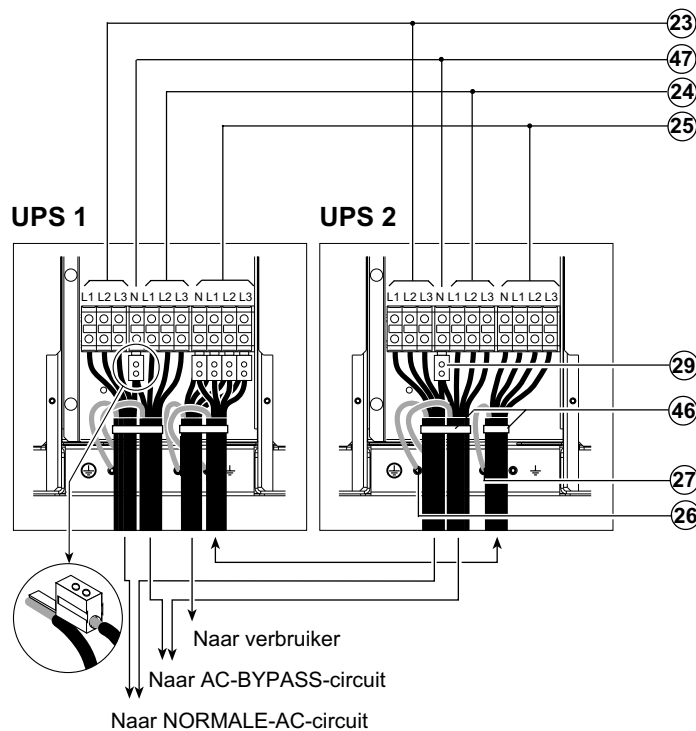 23
47
24
25
UPS 1
UPS 2
L1 L2 L3 N L1 L2 L3 N L1 L2 L3
L1 L2 L3 N L1 L2 L3 N L1 L2 L3
29
46
27
26
Naar verbruiker
Naar AC-BYPASS-circuit
Naar NORMALE-AC-circuit